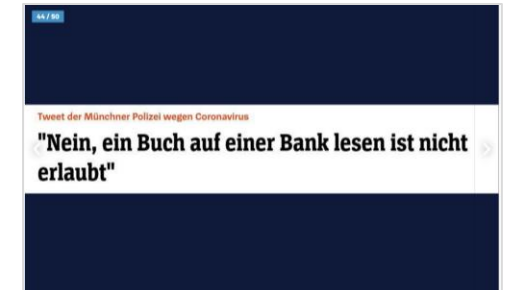 44 / 50
Tweet der Münchner Polizei wegen Coronavirus
"Nein, ein Buch auf einer Bank lesen ist nicht
erlaubt"